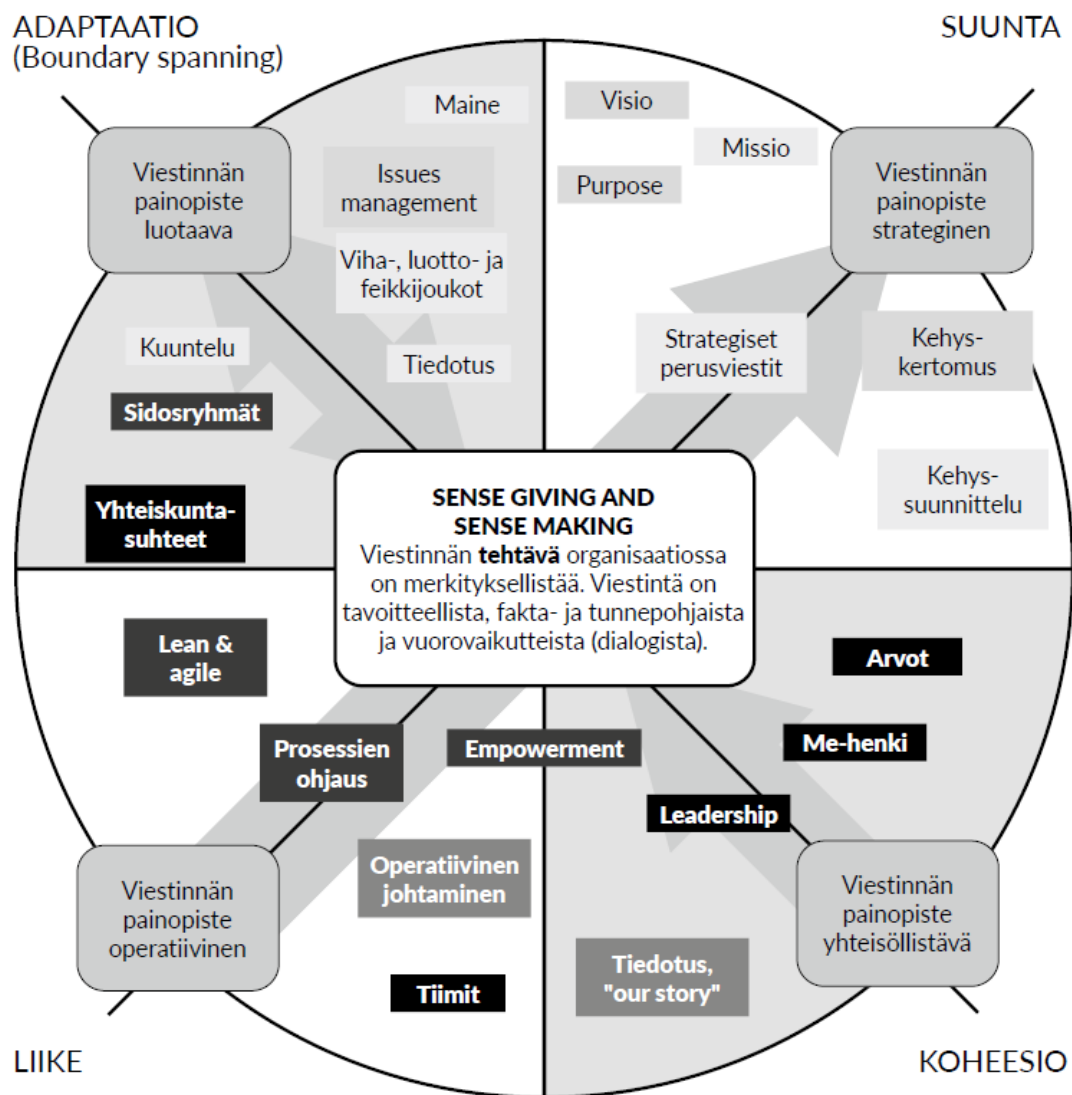 ADAPTAATIO
(Boundary spanning)
SUUNTA
Maine
Visio
Missio
Viestinnän
painopiste
luotaava
Issues
management
Purpose
Viestinnän
painopiste
strateginen
Viha-, luotto- ja
feikkijoukot
Kuuntelu
Tiedotus
Strategiset
perusviestit
Kehys-
kertomus
Sidosryhmät
Yhteiskunta-
suhteet
Kehys-
suunnittelu
SENSE GIVING AND
SENSE MAKING
Viestinnän tehtävä organisaatiossa
on merkityksellistää. Viestintä on
tavoitteellista, fakta- ja tunnepohjaista
ja vuorovaikutteista (dialogista).
Lean &
agile
Arvot
Prosessien
ohjaus
Empowerment
Me-henki
Leadership
Viestinnän
painopiste
operatiivinen
Operatiivinen
johtaminen
Viestinnän
painopiste
yhteisöllistävä
Tiimit
Tiedotus,
"our story"
LIIKE
KOHEESIO